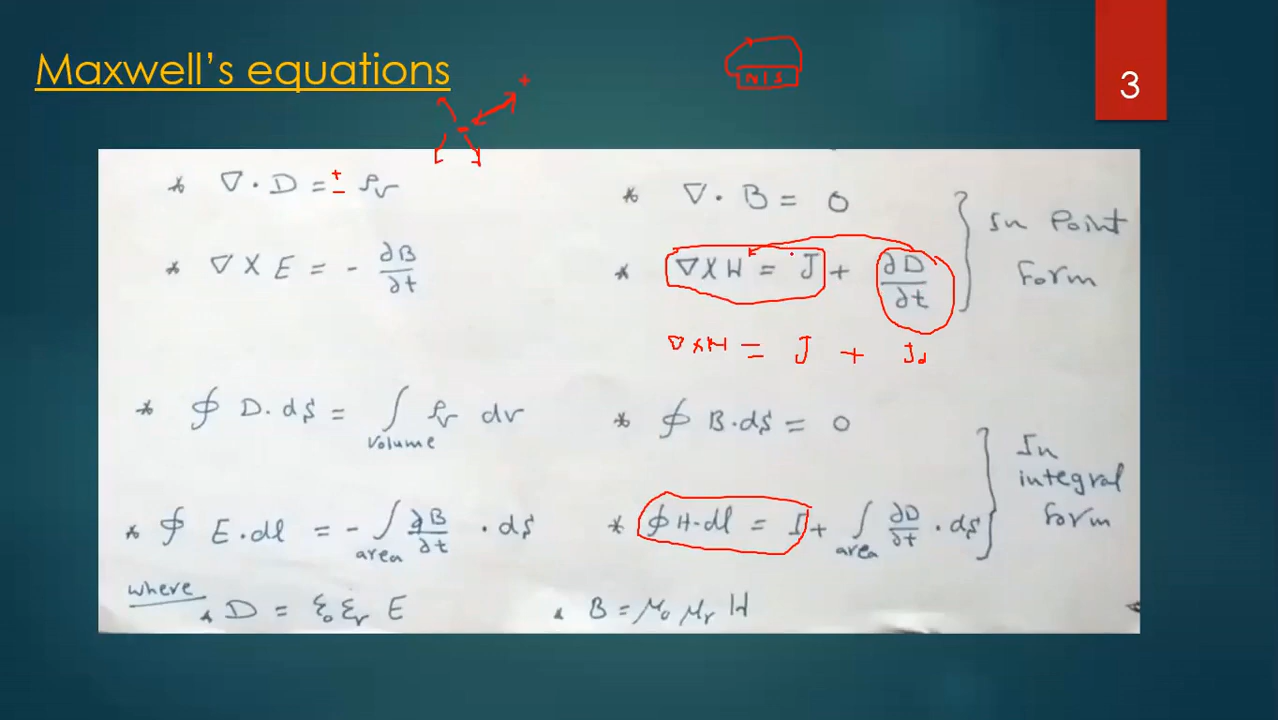 Maxwell's equations
3
N | S
+
-
* ∇ · D = ± ρv
* ∇ · B = 0
* ∇ X E = - ∂B/∂t
* ∇ X H = J + ∂D/∂t
In Point
Form
∇ X H = J + Jd
* ∮ D. ds = ∫volume ρv dv
* ∮ B. ds = 0
* ∮ E. dl = - ∫area ∂B/∂t . ds
* ∮ H. dl = I + ∫area ∂D/∂t . ds
In
integral
form
where
* D = ε₀ εr E
* B = μ₀ μr H